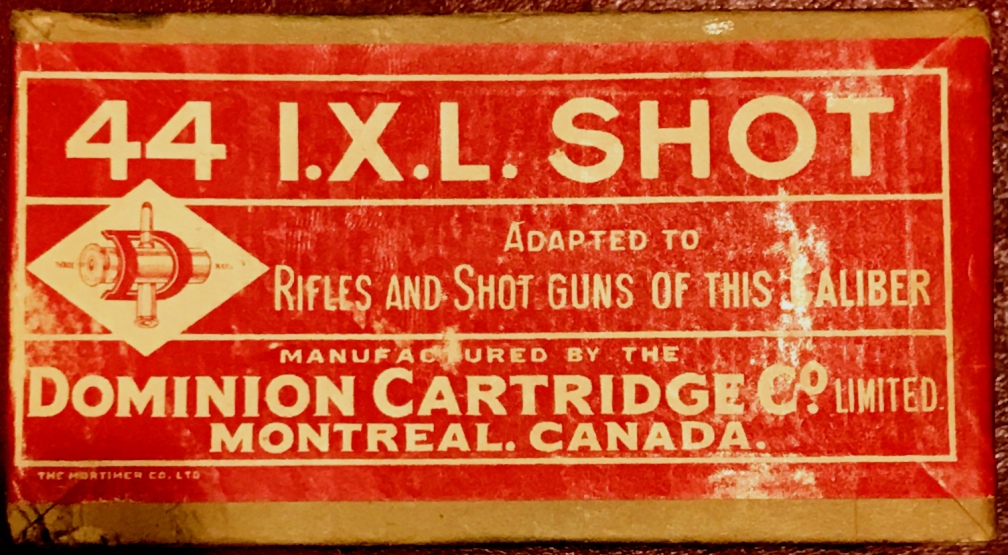 44 I.X.L. SHOT
ADAPTED TO
RIFLES AND SHOT GUNS OF THIS CALIBER
MANUFACTURED BY THE
DOMINION CARTRIDGE CO. LIMITED.
MONTREAL. CANADA.
THE MORTIMER CO. LTD